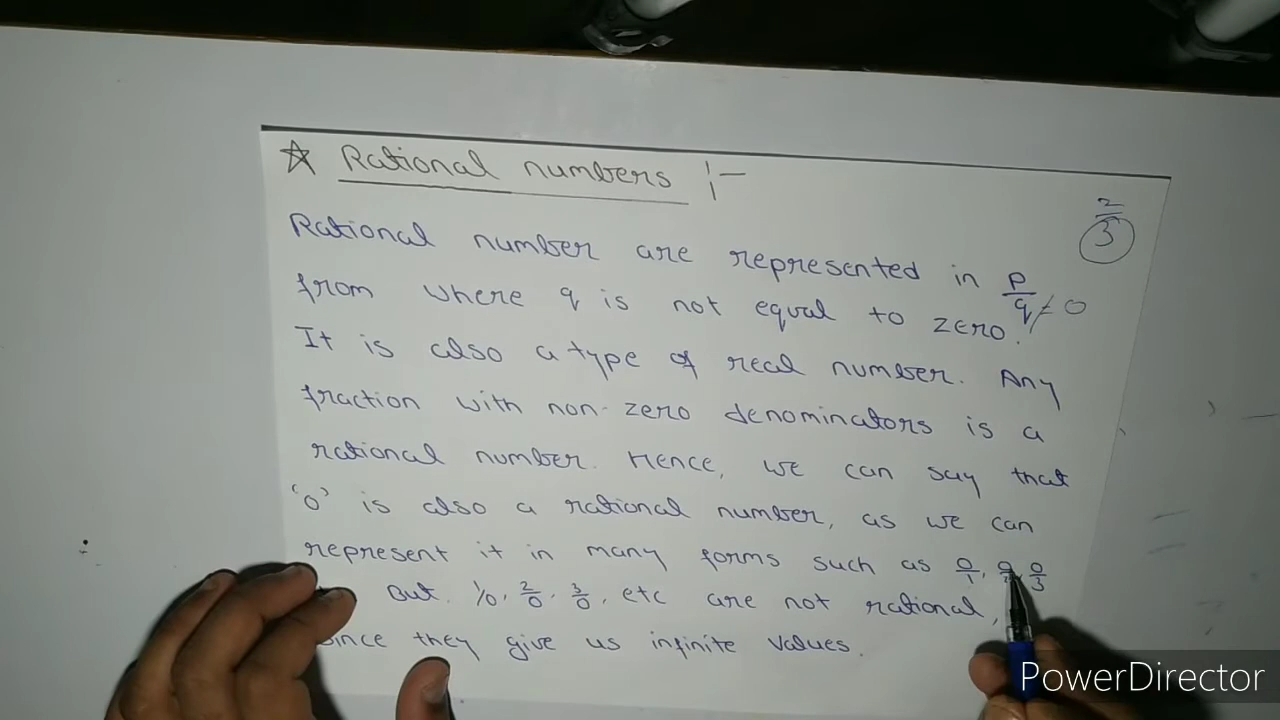 ☆ Rational numbers :-
2/3
Rational number are represented in p/q ≠ 0
from where q is not equal to zero.
It is also a type of real number. Any
fraction with non-zero denominators is a
rational number. Hence, we can say that
'0' is also a rational number, as we can
represent it in many forms such as 0/1, 0/3
But 1/0, 2/0, 3/0, etc are not rational,
since they give us infinite values.
PowerDirector